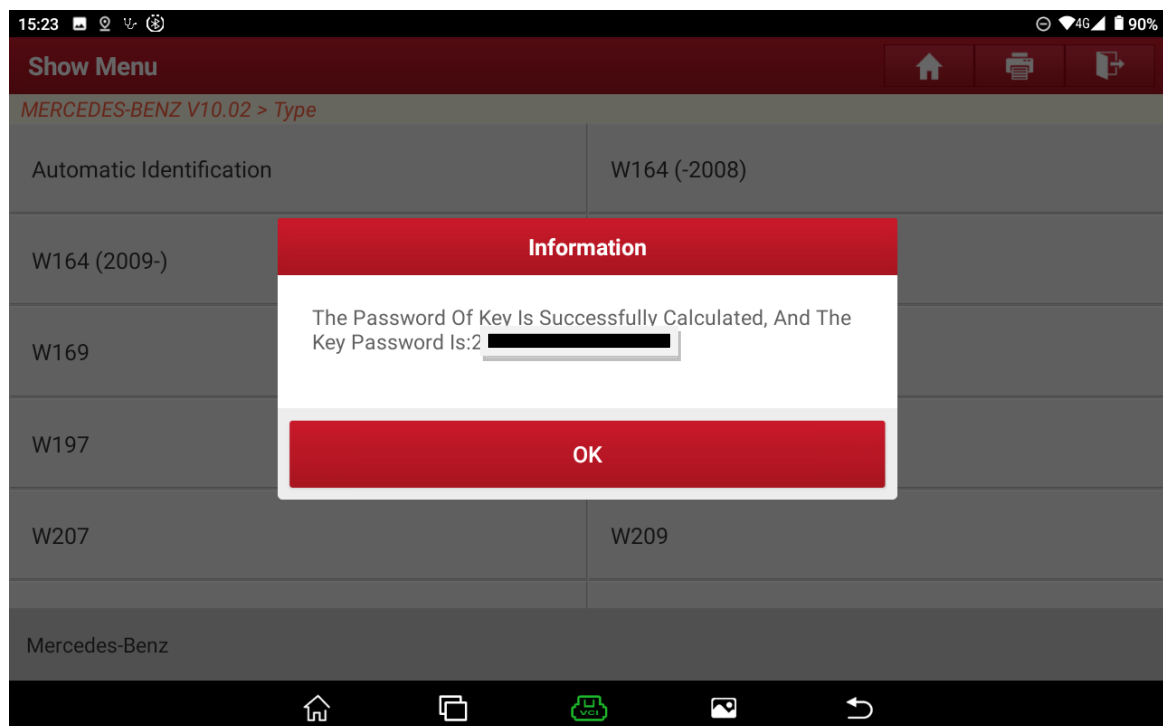 15:23 4G 90%
Show Menu
MERCEDES-BENZ V10.02 > Type
Automatic Identification
W164 (-2008)
W164 (2009-)
Information
The Password Of Key Is Successfully Calculated, And The
Key Password Is:2
W169
W197
OK
W207
W209
Mercedes-Benz
VCI